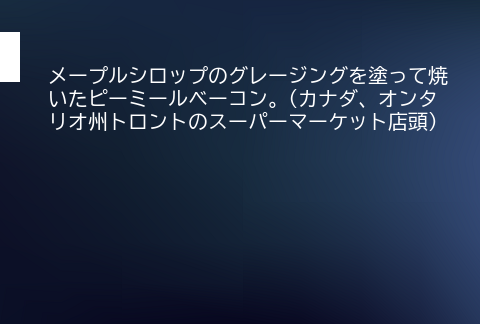 メープルシロップのグレージングを塗って焼
いたピーミールベーコン。（カナダ、オンタ
リオ州トロントのスーパーマーケット店頭）